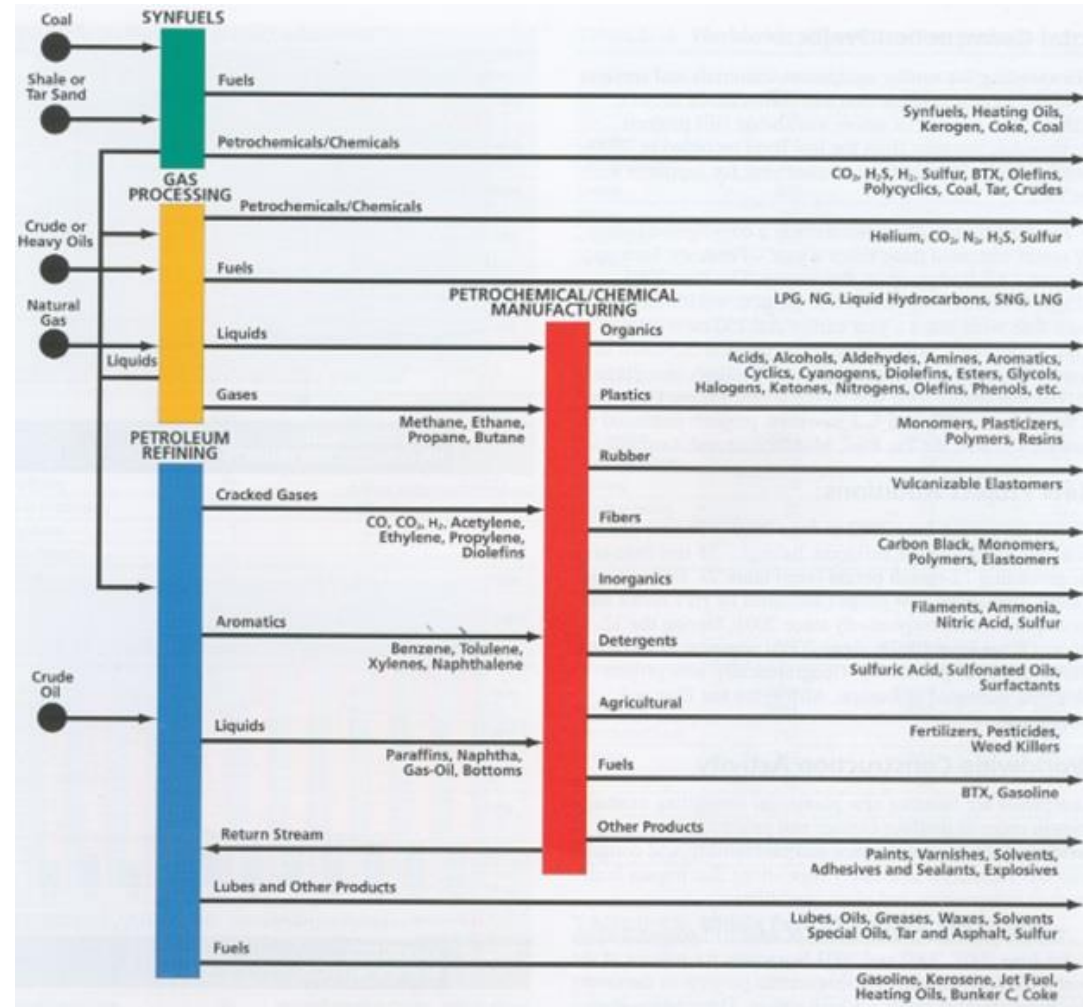 Coal
SYNFUELS
Shale or
Tar Sand
Fuels
Synfuels, Heating Oils,
Kerogen, Coke, Coal
Petrochemicals/Chemicals
CO₂, H₂S, H₂, Sulfur, BTX, Olefins,
Polycyclics, Coal, Tar, Crudes
GAS
PROCESSING
Petrochemicals/Chemicals
Helium, CO₂, N₂, H₂S, Sulfur
Crude or
Heavy Oils
Fuels
LPG, NG, Liquid Hydrocarbons, SNG, LNG
Natural
Gas
Liquids
Liquids
Gases
Methane, Ethane,
Propane, Butane
PETROCHEMICAL/CHEMICAL
MANUFACTURING
Organics
Acids, Alcohols, Aldehydes, Amines, Aromatics,
Cyclics, Cyanogens, Diolefins, Esters, Glycols,
Halogens, Ketones, Nitrogens, Olefins, Phenols, etc.
Plastics
Monomers, Plasticizers,
Polymers, Resins
Rubber
Vulcanizable Elastomers
Fibers
Carbon Black, Monomers,
Polymers, Elastomers
Inorganics
Filaments, Ammonia,
Nitric Acid, Sulfur
Detergents
Sulfuric Acid, Sulfonated Oils,
Surfactants
Agricultural
Fertilizers, Pesticides,
Weed Killers
Fuels
BTX, Gasoline
Other Products
Paints, Varnishes, Solvents,
Adhesives and Sealants, Explosives
PETROLEUM
REFINING
Cracked Gases
CO, CO₂, H₂, Acetylene,
Ethylene, Propylene,
Diolefins
Aromatics
Benzene, Tolulene,
Xylenes, Naphthalene
Crude
Oil
Liquids
Paraffins, Naphtha,
Gas-Oil, Bottoms
Return Stream
Lubes and Other Products
Lubes, Oils, Greases, Waxes, Solvents
Special Oils, Tar and Asphalt, Sulfur
Fuels
Gasoline, Kerosene, Jet Fuel,
Heating Oils, Bunker C, Coke